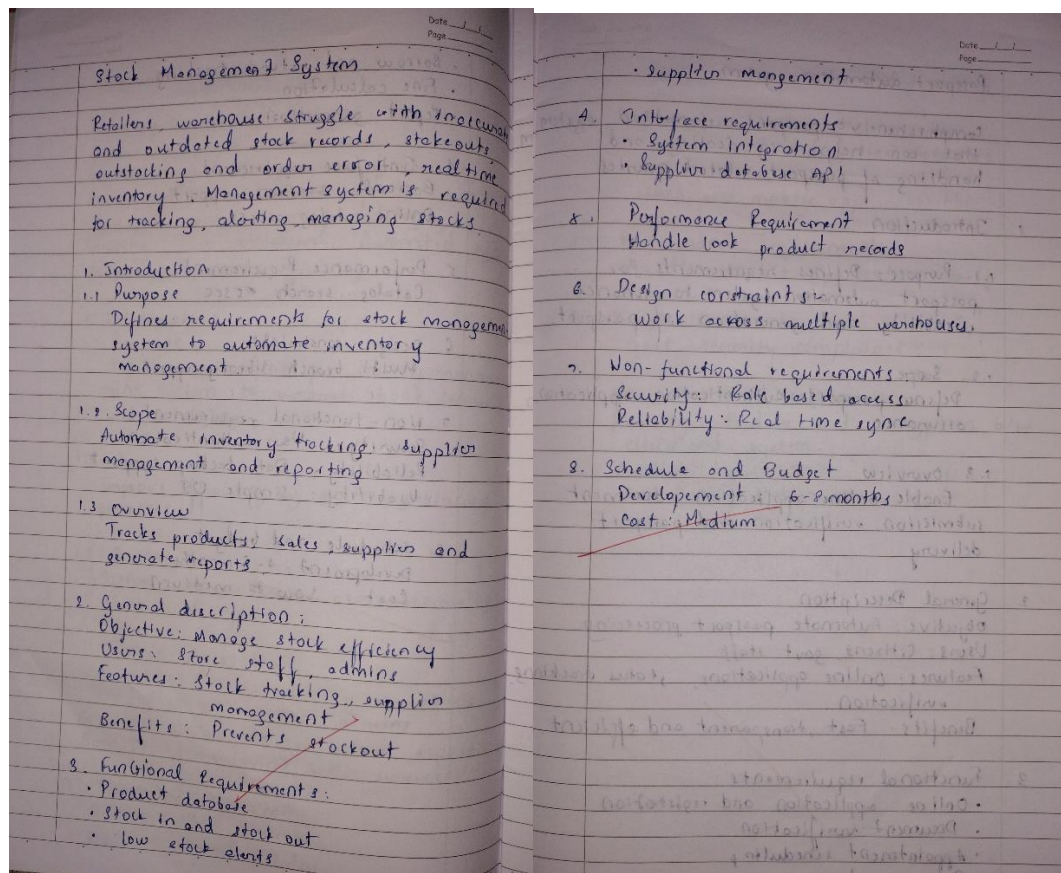 Date
Page
Stock Management System
Retailers, warehouse struggle with inaccurate
and outdated stock records, stokeouts
outstocking and order error, real time
inventory. Management system is required
for tracking, alerting, managing stocks.
1. Introduction
1.1 Purpose
Defines requirements for stock management
system to automate inventory
management
1.2. Scope
Automate inventory tracking, supplier
management and reporting
1.3 Overview
Tracks products, sales, supplier and
generate reports
2. General discription:
Objective: Manage stock efficiency
Users: Store staff, admins
Features: Stock tracking, supplier
management
Benefits: Prevents stockout
3. Functional Requirements:
• Product database
• Stock in and stock out
• low stock alerts
Date
Page
• supplier mangement
4. Interface requirements
• System Integration
• Supplier database API
Performance Requirement
Handle look product records
6. Design constraints
Work across multiple warehouses.
7. Non-functional requirements
Security: Role based access
Reliability: Real time sync
8. Schedule and Budget
Developement: 6-8 months
Cost: Medium